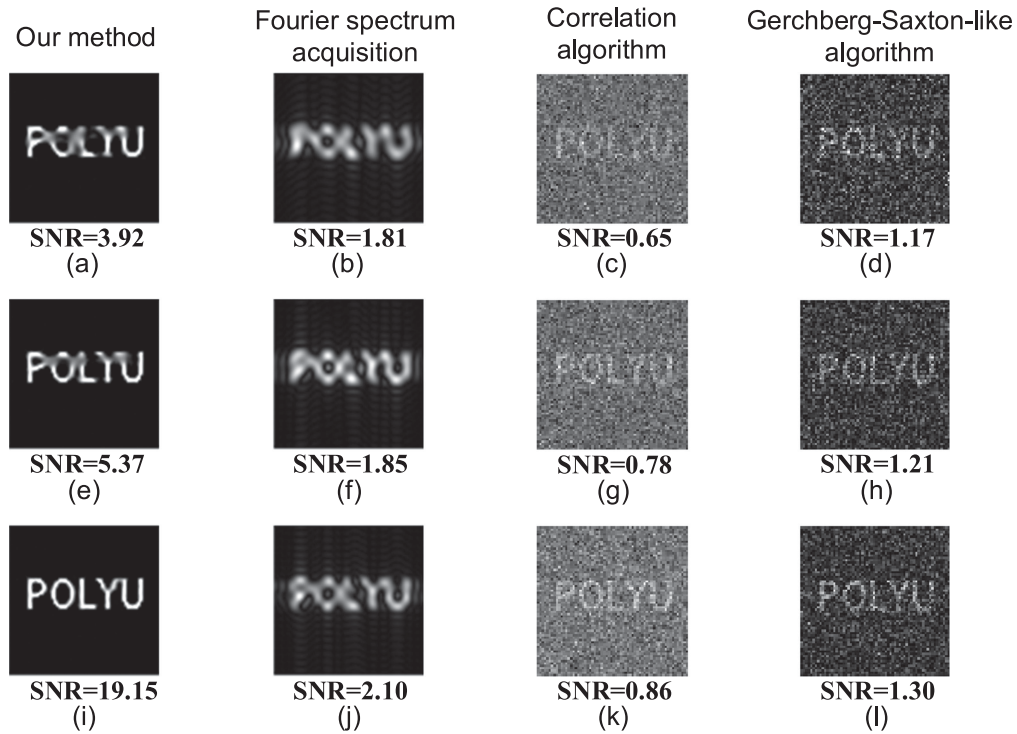 Our method
Fourier spectrum
acquisition
Correlation
algorithm
Gerchberg-Saxton-like
algorithm
POLYU
POLYU
POLYU
POLYU
SNR=3.92
SNR=1.81
SNR=0.65
SNR=1.17
(a)
(b)
(c)
(d)
POLYU
POLYU
POLYU
POLYU
SNR=5.37
SNR=1.85
SNR=0.78
SNR=1.21
(e)
(f)
(g)
(h)
POLYU
POLYU
POLYU
POLYU
SNR=19.15
SNR=2.10
SNR=0.86
SNR=1.30
(i)
(j)
(k)
(l)